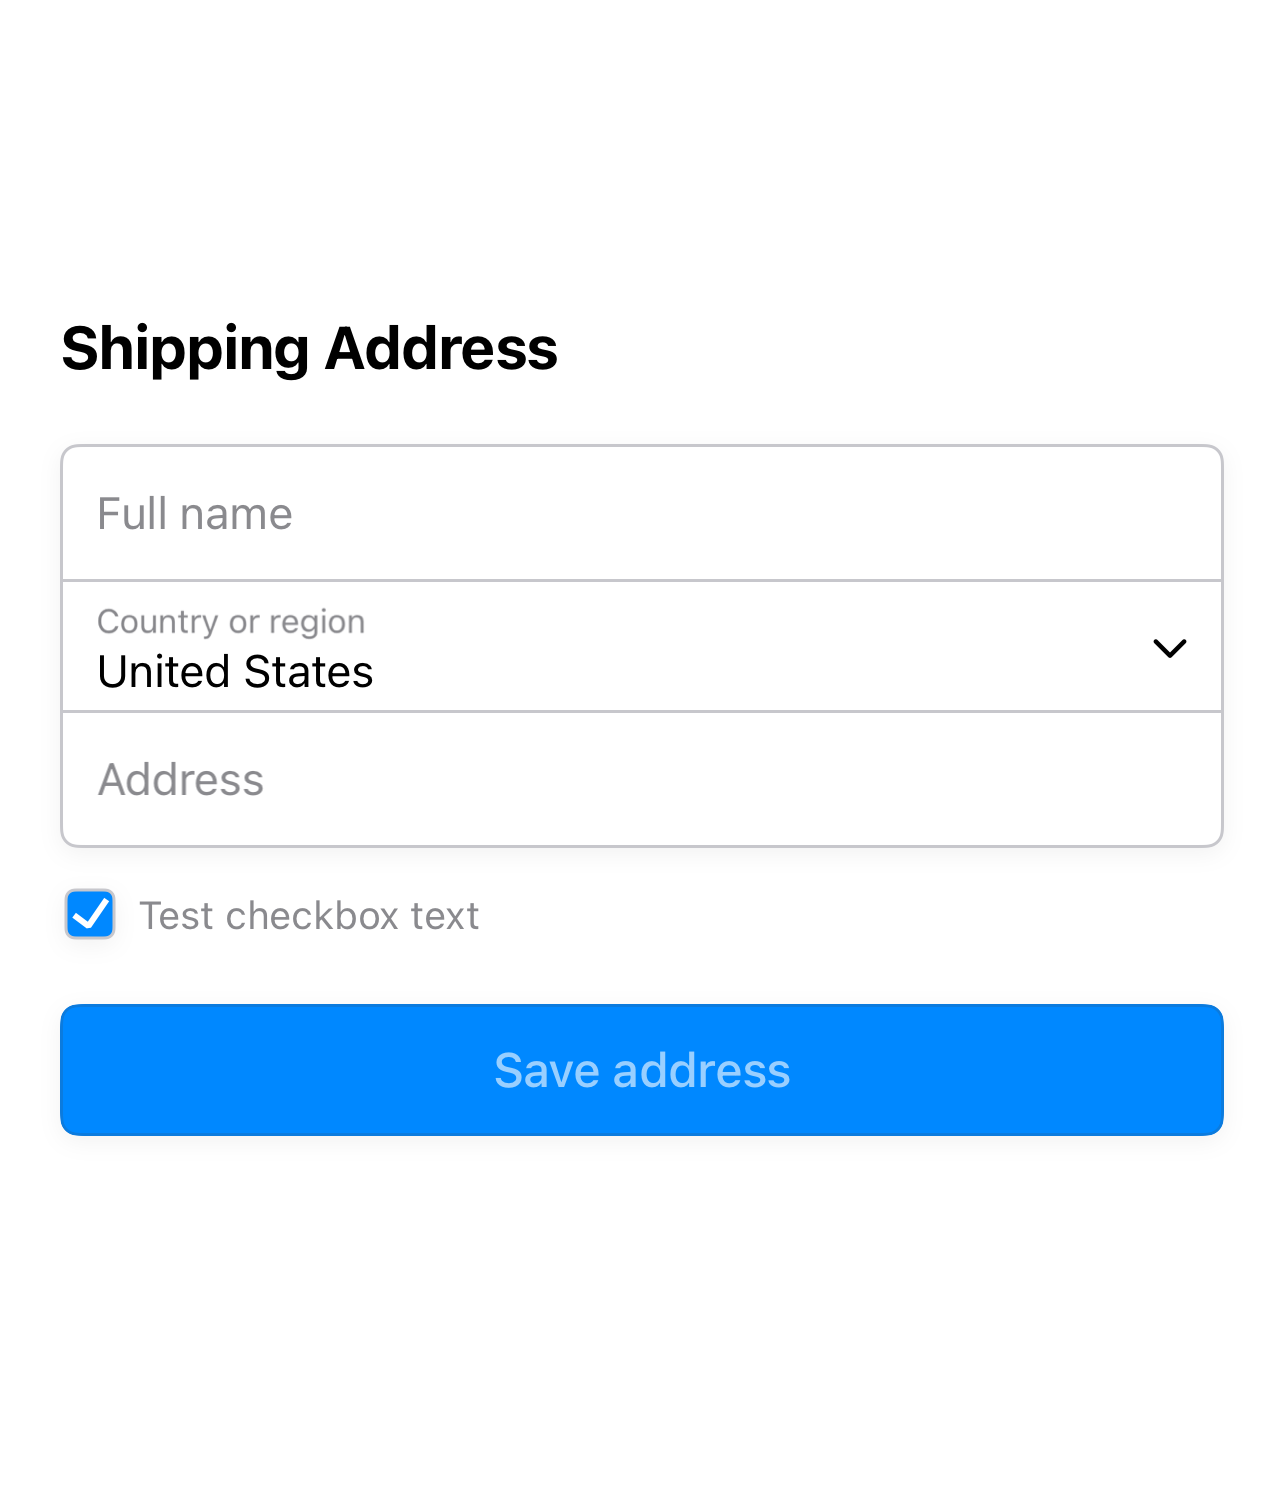 Shipping Address
Full name
Country or region
United States
Address
Test checkbox text
Save address